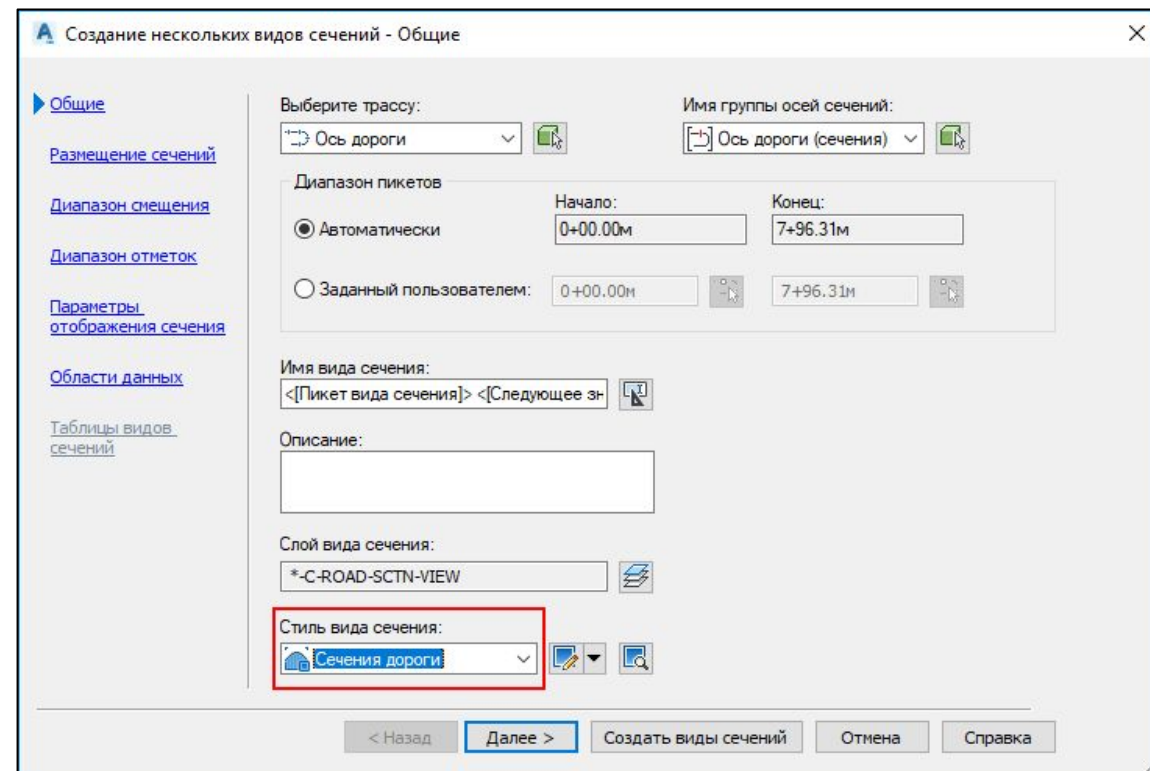 Создание нескольких видов сечений - Общие
Общие
Размещение сечений
Диапазон смещения
Диапазон отметок
Параметры
отображения сечения
Области данных
Таблицы видов
сечений
Выберите трассу:
Имя группы осей сечений:
Ось дороги
Ось дороги (сечения)
Диапазон пикетов
Начало:
Конец:
Автоматически
0+00.00м
7+96.31м
Заданный пользователем:
0+00.00м
7+96.31м
Имя вида сечения:
<[Пикет вида сечения]> <[Следующее зн
Описание:
Слой вида сечения:
*-C-ROAD-SCTN-VIEW
Стиль вида сечения:
Сечения дороги
< Назад
Далее >
Создать виды сечений
Отмена
Справка